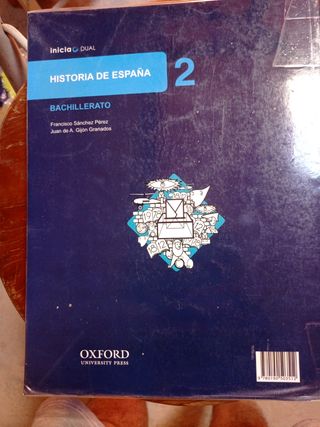 inicia DUAL
HISTORIA DE ESPAÑA 2
BACHILLERATO
Francisco Sánchez Pérez
Juan de A. Gijón Granados
OXFORD
UNIVERSITY PRESS